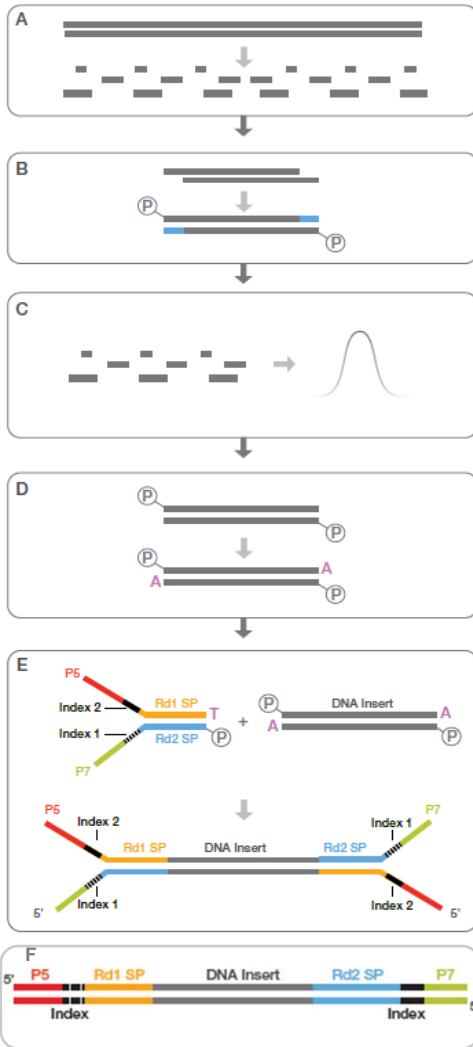 A
B
P
P
C
D
P
P
P A
A P
E
P5
Rd1 SP T
Index 2
Index 1
Rd2 SP P
P7
+
P DNA Insert A
A P
P5 P7
Index 2 Index 1
Rd1 SP DNA Insert Rd2 SP
Index 1 Index 2
5' 5'
F
5' P5 Rd1 SP DNA Insert Rd2 SP P7
Index Index 5'